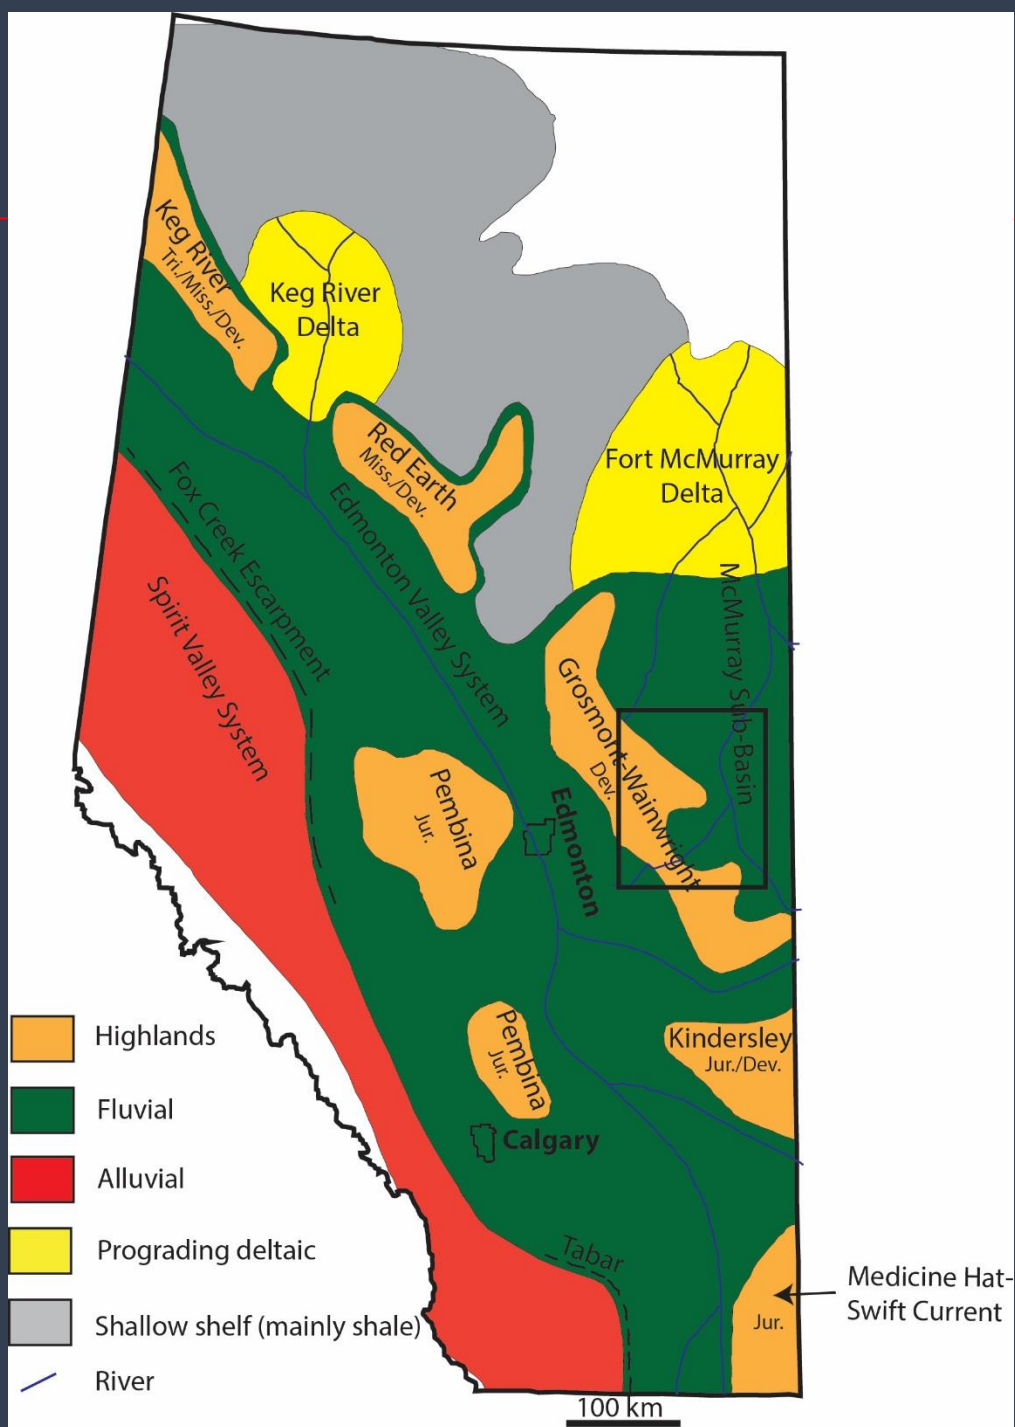 Keg River
Tri./Miss./Dev.
Keg River
Delta
Red Earth
Miss./Dev.
Fort McMurray
Delta
Fox Creek Escarpment
Edmonton Valley System
McMurray Sub-Basin
Spirit Valley System
Grosmont-Wainwright
Dev.
Pembina
Jur.
Edmonton
Pembina
Jur.
Kindersley
Jur./Dev.
Calgary
Tabar
Medicine Hat-
Swift Current
Jur.
Highlands
Fluvial
Alluvial
Prograding deltaic
Shallow shelf (mainly shale)
River
100 km